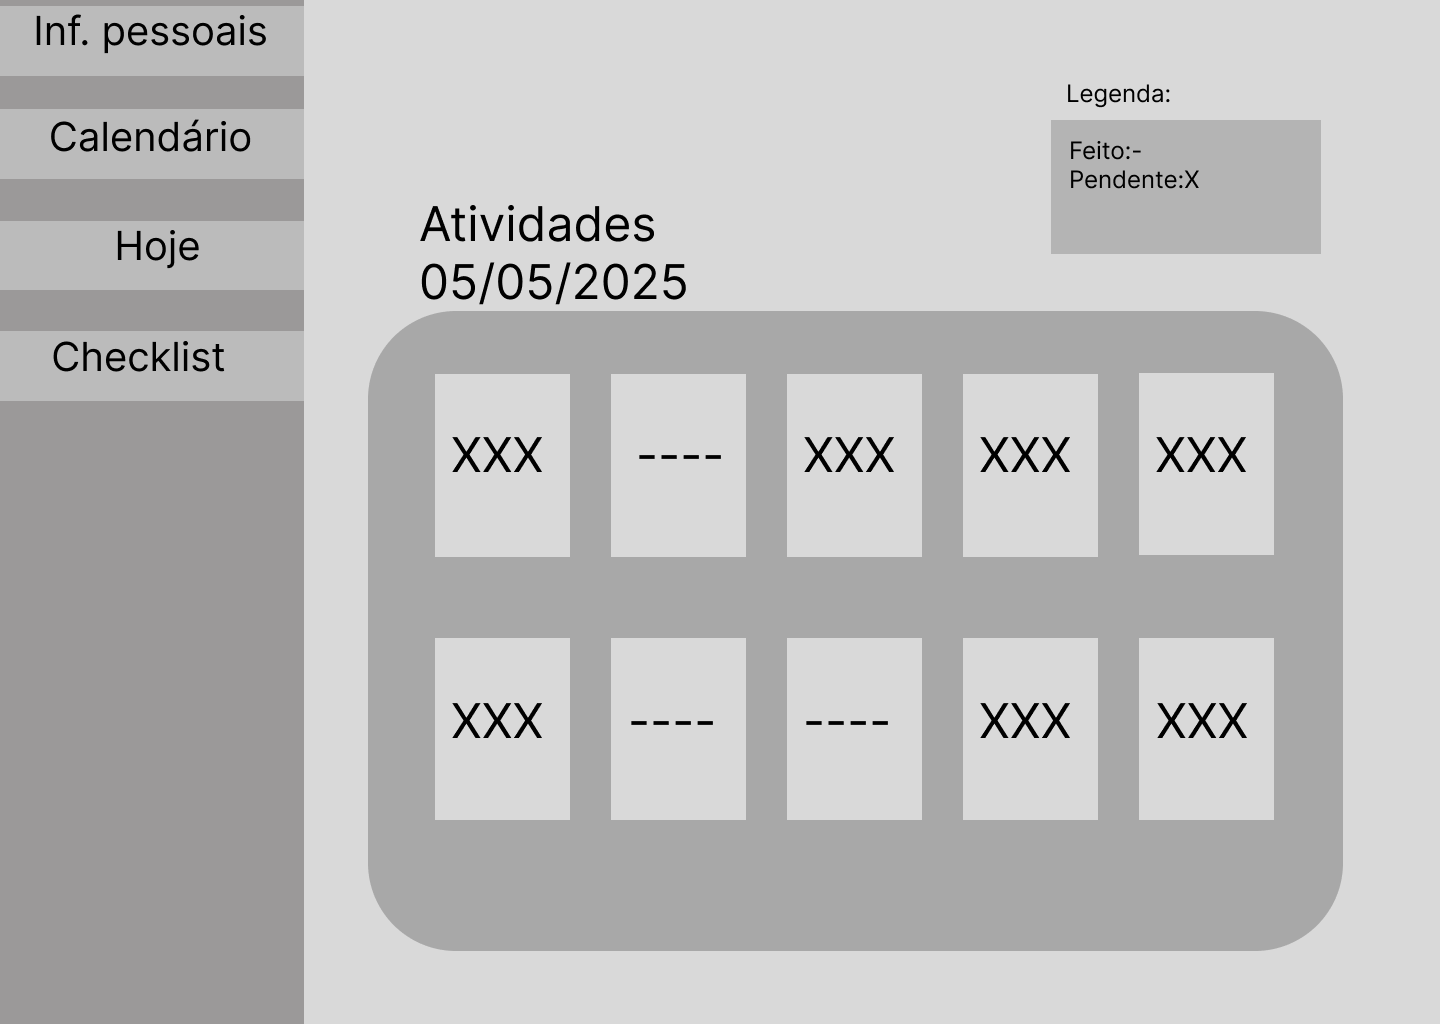 Inf. pessoais
Calendário
Hoje
Checklist
Legenda:
Feito:-
Pendente:X
Atividades
05/05/2025
XXX ---- XXX XXX XXX
XXX ---- ---- XXX XXX